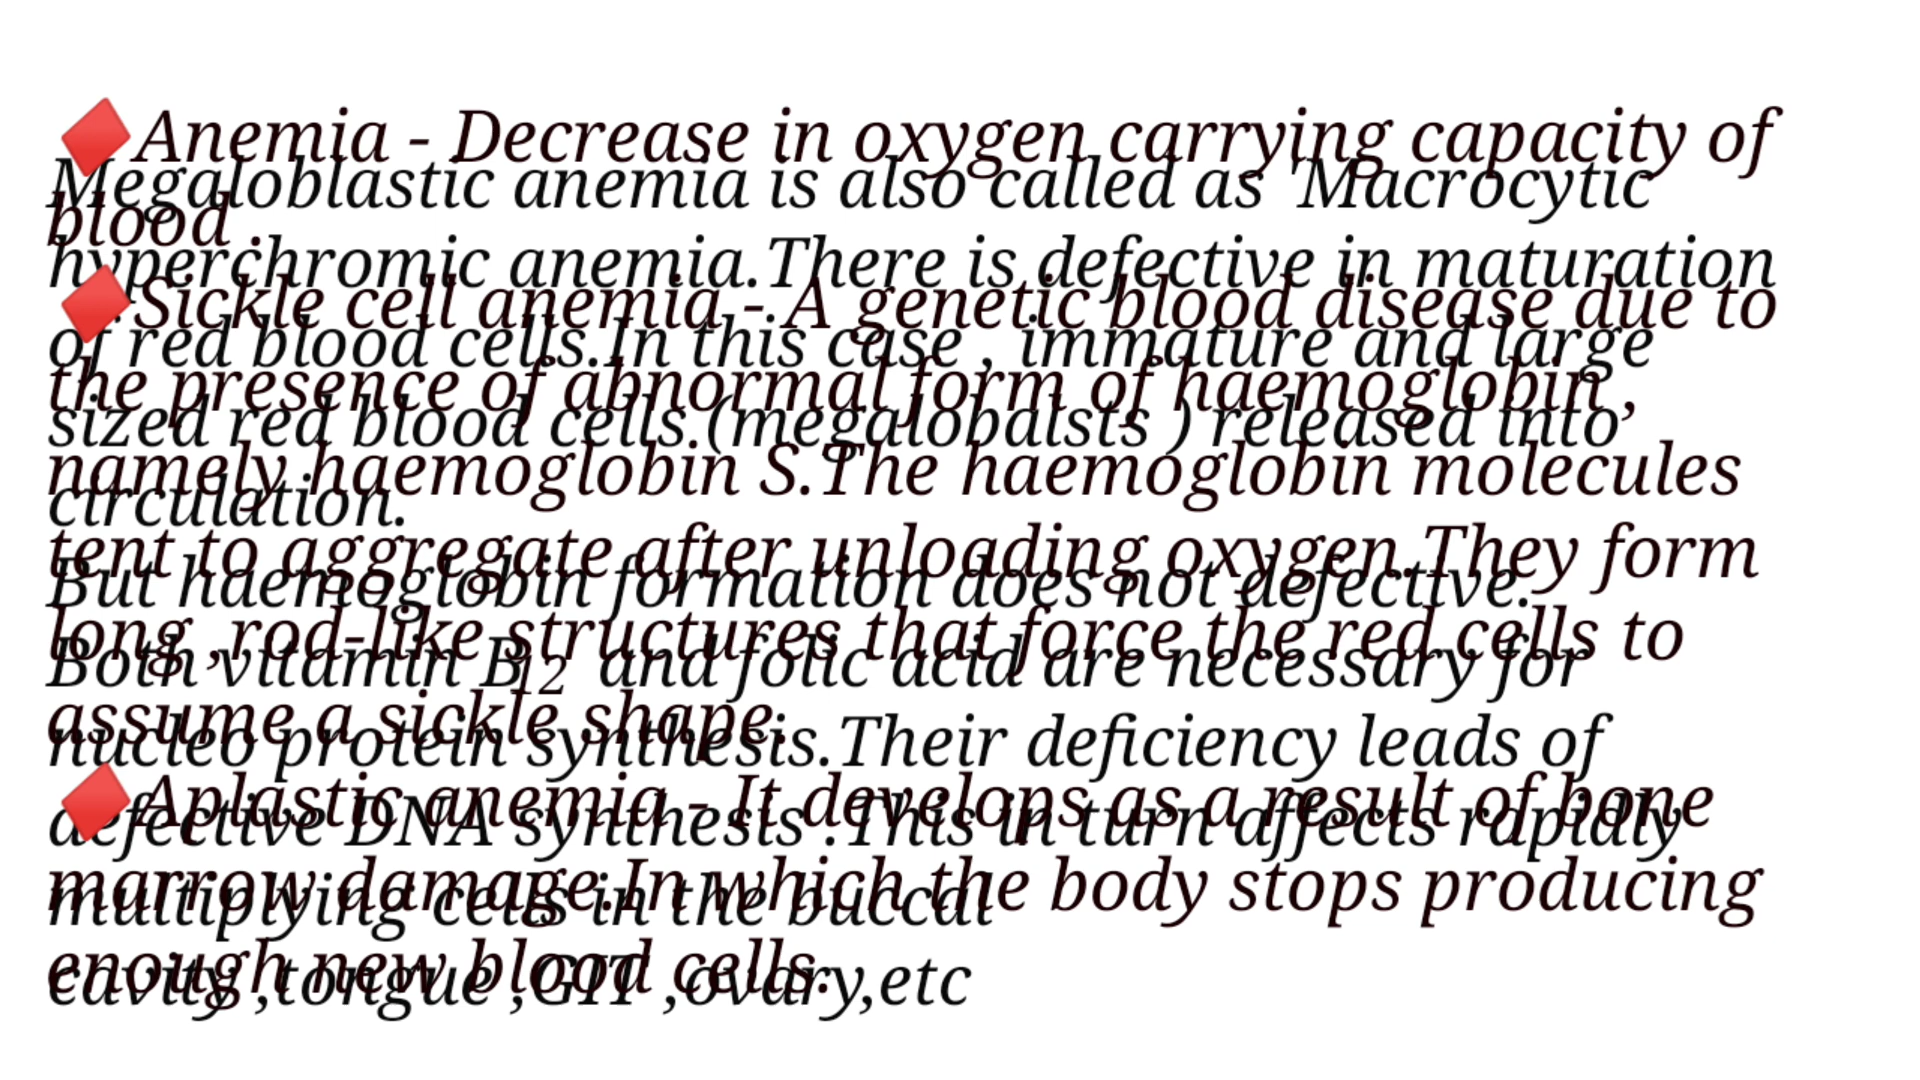 ♦Anemia - Decrease in oxygen carrying capacity of
blood .
♦Sickle cell anemia - A genetic blood disease due to
the presence of abnormal form of haemoglobin ,
namely haemoglobin S.The haemoglobin molecules
tent to aggregate after unloading oxygen.They form
long ,rod-like structures that force the red cells to
assume a sickle shape.
♦Aplastic anemia - It develops as a result of bone
marrow damage.In which the body stops producing
enough new blood cells.
Megaloblastic anemia is also called as 'Macrocytic
hyperchromic anemia.There is defective in maturation
of red blood cells.In this case , immature and large
sized red blood cells.(megalobalsts ) released into
circulation.
But haemoglobin formation does not defective.
Both vitamin B₁₂ and folic acid are necessary for
nucleo protein synthesis.Their deficiency leads of
defective DNA synthesis .This in turn affects rapidly
multiplying cells in the buccal
cavity ,tongue ,GIT ,ovary,etc